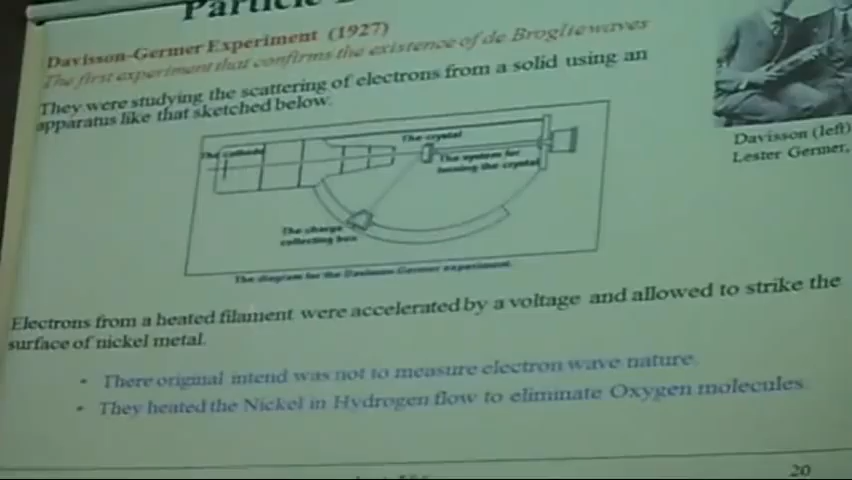 Particle
Davisson-Germer Experiment (1927)
The first experiment that confirms the existence of de Broglie waves
They were studying the scattering of electrons from a solid using an
apparatus like that sketched below.
The cathode
The crystal
The system for
turning the crystal
The charge
collecting box
The diagram for the Davisson-Germer experiment.
Davisson (left)
Lester Germer,
Electrons from a heated filament were accelerated by a voltage and allowed to strike the
surface of nickel metal.
• There original intend was not to measure electron wave nature.
• They heated the Nickel in Hydrogen flow to eliminate Oxygen molecules
20